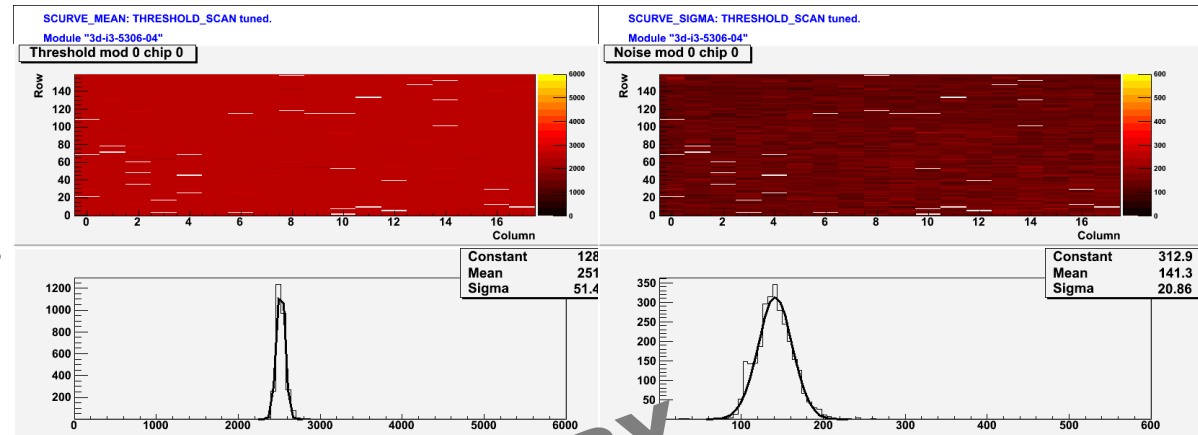 SCURVE_MEAN: THRESHOLD_SCAN tuned.
Module "3d-i3-5306-04"
Threshold mod 0 chip 0
Row
140
120
100
80
60
40
20
0
0 2 4 6 8 10 12 14 16
Column
6000
5000
4000
3000
2000
1000
0
Constant 128
Mean 251
Sigma 51.4
1200
1000
800
600
400
200
0 1000 2000 3000 4000 5000 6000
SCURVE_SIGMA: THRESHOLD_SCAN tuned.
Module "3d-i3-5306-04"
Noise mod 0 chip 0
Row
140
120
100
80
60
40
20
0
0 2 4 6 8 10 12 14 16
Column
600
500
400
300
200
100
0
Constant 312.9
Mean 141.3
Sigma 20.86
350
300
250
200
150
100
50
100 200 300 400 500 600